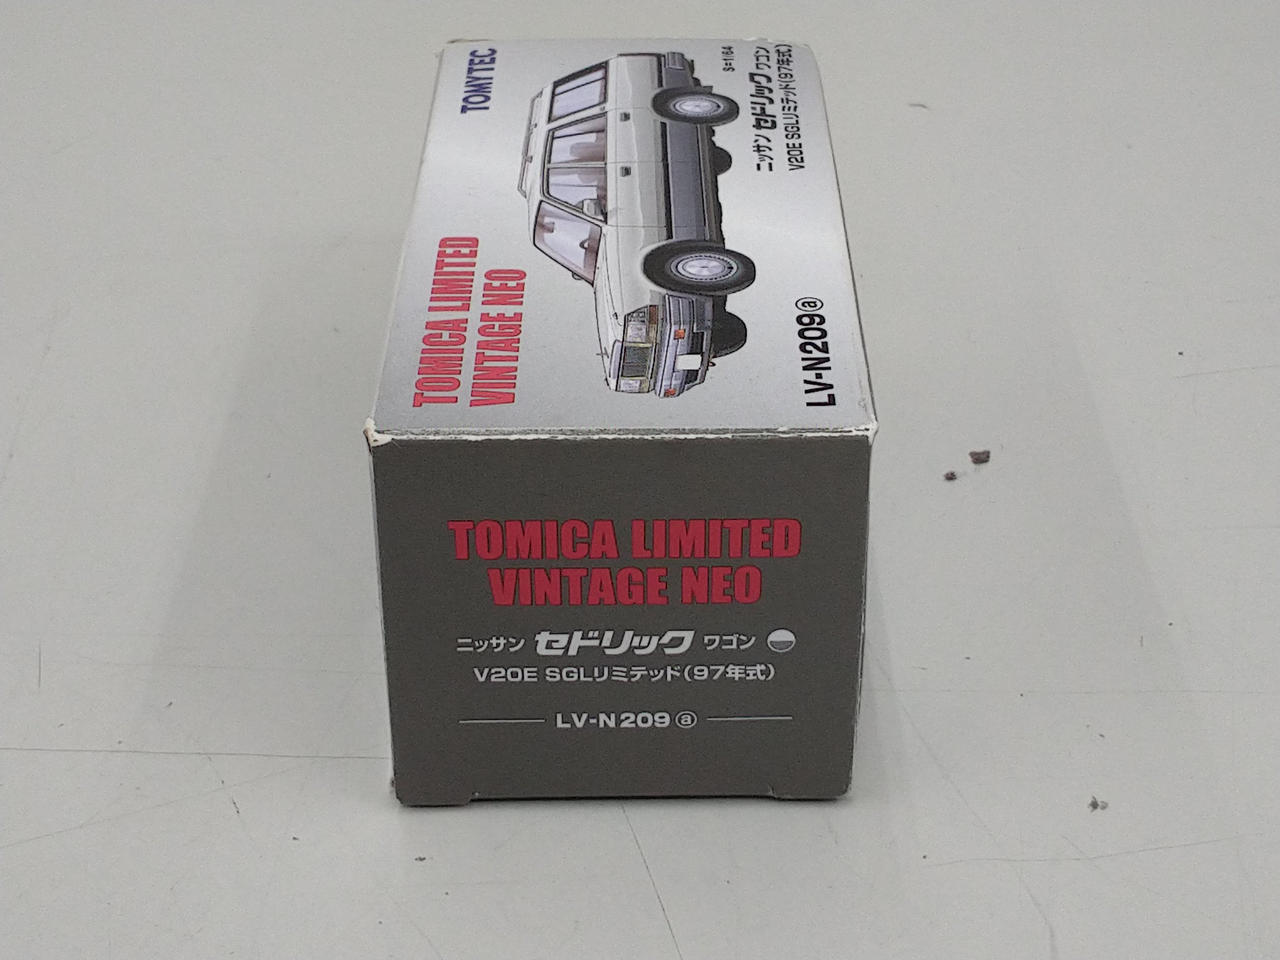 TOMYTEC
TOMICA LIMITED
VINTAGE NEO
S=1/64
ニッサン セドリック ワゴン
V20E SGLリミテッド(97年式)
LV-N209ⓐ
TOMICA LIMITED
VINTAGE NEO
ニッサン セドリック ワゴン
V20E SGLリミテッド(97年式)
LV-N209ⓐ